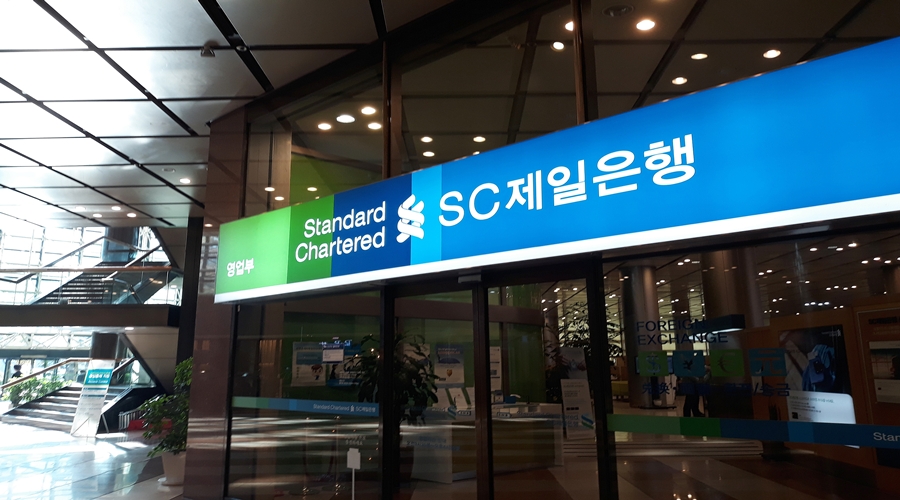 영업부
Standard
Chartered
SC제일은행
FOREIGN
EXCHANGE
Standard Chartered SC제일은행